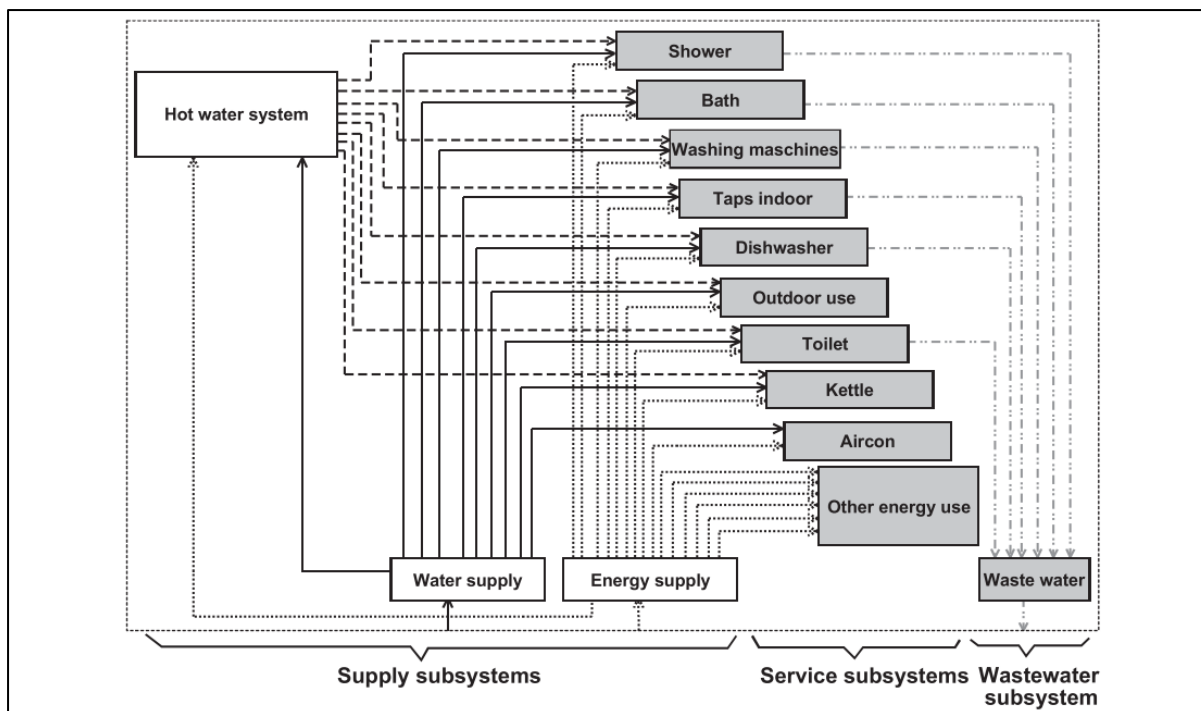 Shower
Hot water system
Bath
Washing maschines
Taps indoor
Dishwasher
Outdoor use
Toilet
Kettle
Aircon
Other energy use
Water supply
Energy supply
Waste water
Supply subsystems
Service subsystems
Wastewater
subsystem